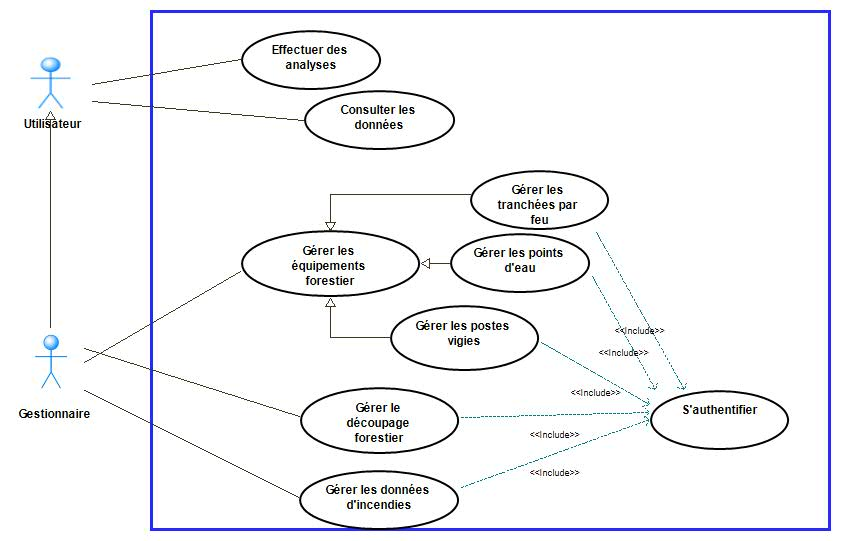 Effectuer des
analyses
Utilisateur
Consulter les
données
Gérer les
tranchées par
feu
Gérer les
équipements
forestier
Gérer les points
d'eau
Gérer les postes
vigies
<<Include>>
<<Include>>
<<Include>>
Gestionnaire
Gérer le
découpage
forestier
S'authentifier
<<Include>>
<<Include>>
Gérer les données
d'incendies